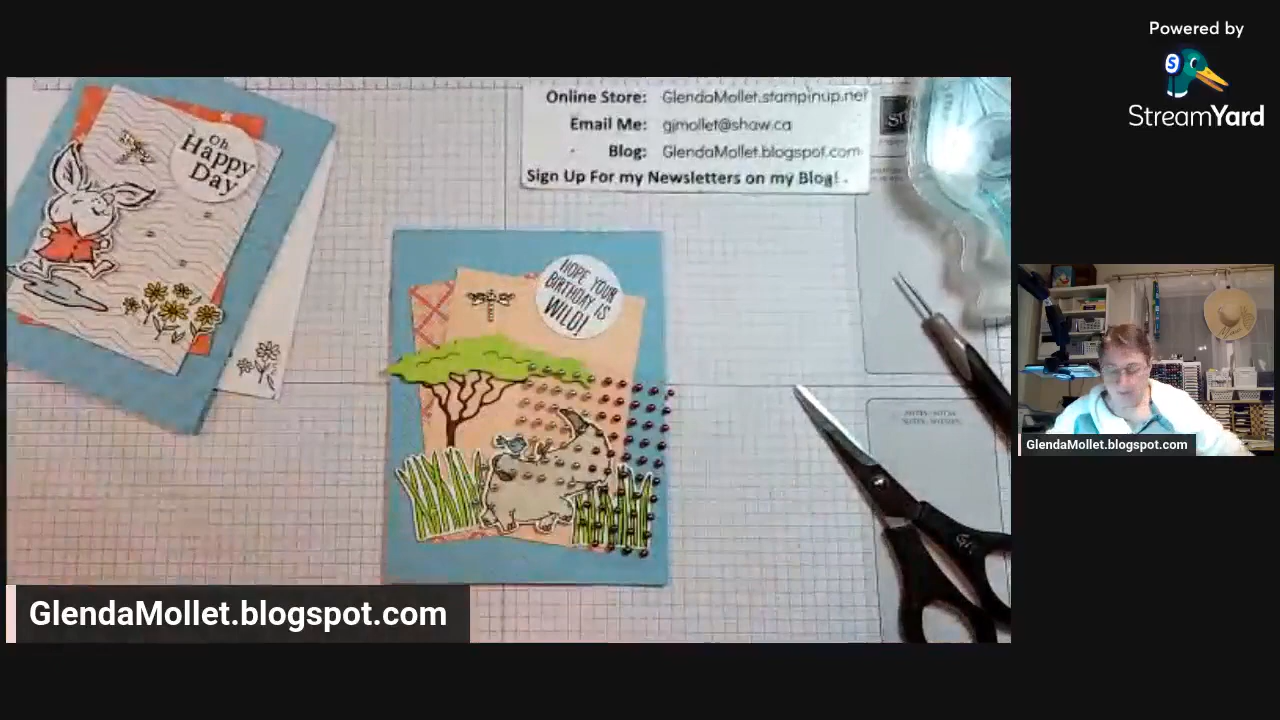 Powered by
StreamYard
Online Store: GlendaMollet.stampinup.net
Email Me: gjmollet@shaw.ca
Blog: GlendaMollet.blogspot.com
Sign Up For my Newsletters on my Blog!
Oh
Happy
Day
HOPE YOUR
BIRTHDAY IS
WILD!
GlendaMollet.blogspot.com
GlendaMollet.blogspot.com